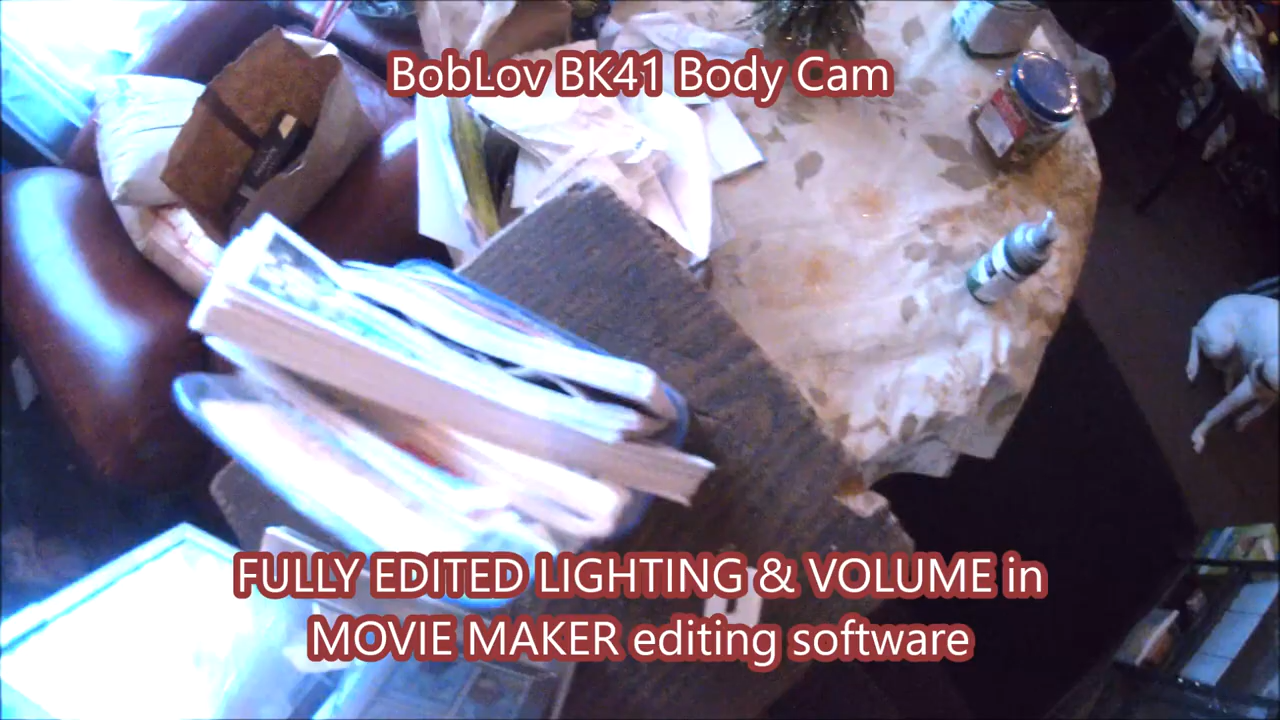 BobLov BK41 Body Cam
FULLY EDITED LIGHTING & VOLUME in
MOVIE MAKER editing software